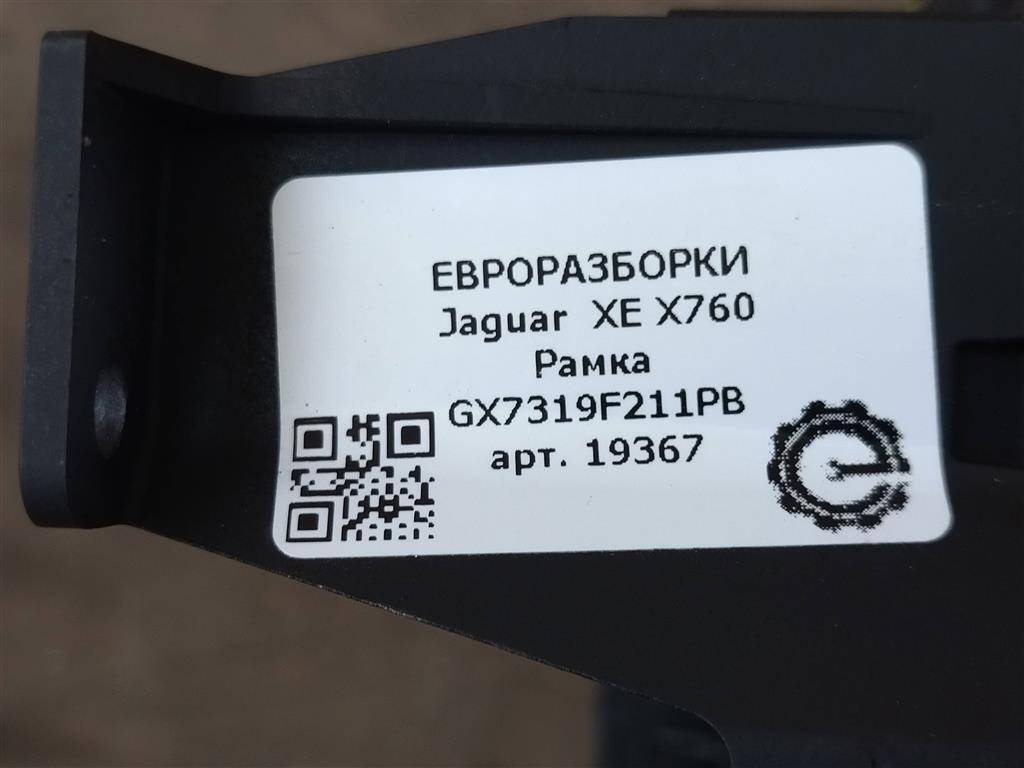 ЕВРОРАЗБОРКИ
Jaguar XE X760
Рамка
GX7319F211PB
арт. 19367